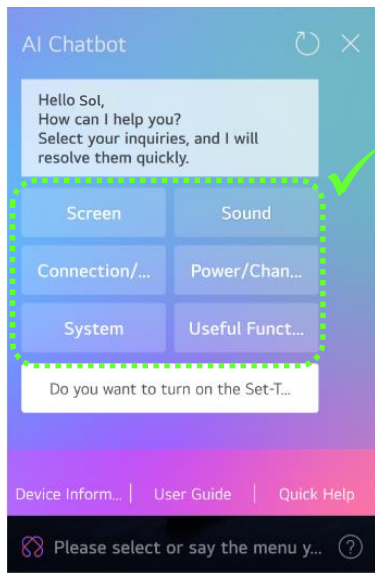 AI Chatbot
Hello Sol,
How can I help you?
Select your inquiries, and I will
resolve them quickly.
Screen
Sound
Connection/...
Power/Chan...
System
Useful Funct...
Do you want to turn on the Set-T...
Device Inform...
User Guide
Quick Help
Please select or say the menu y...
?